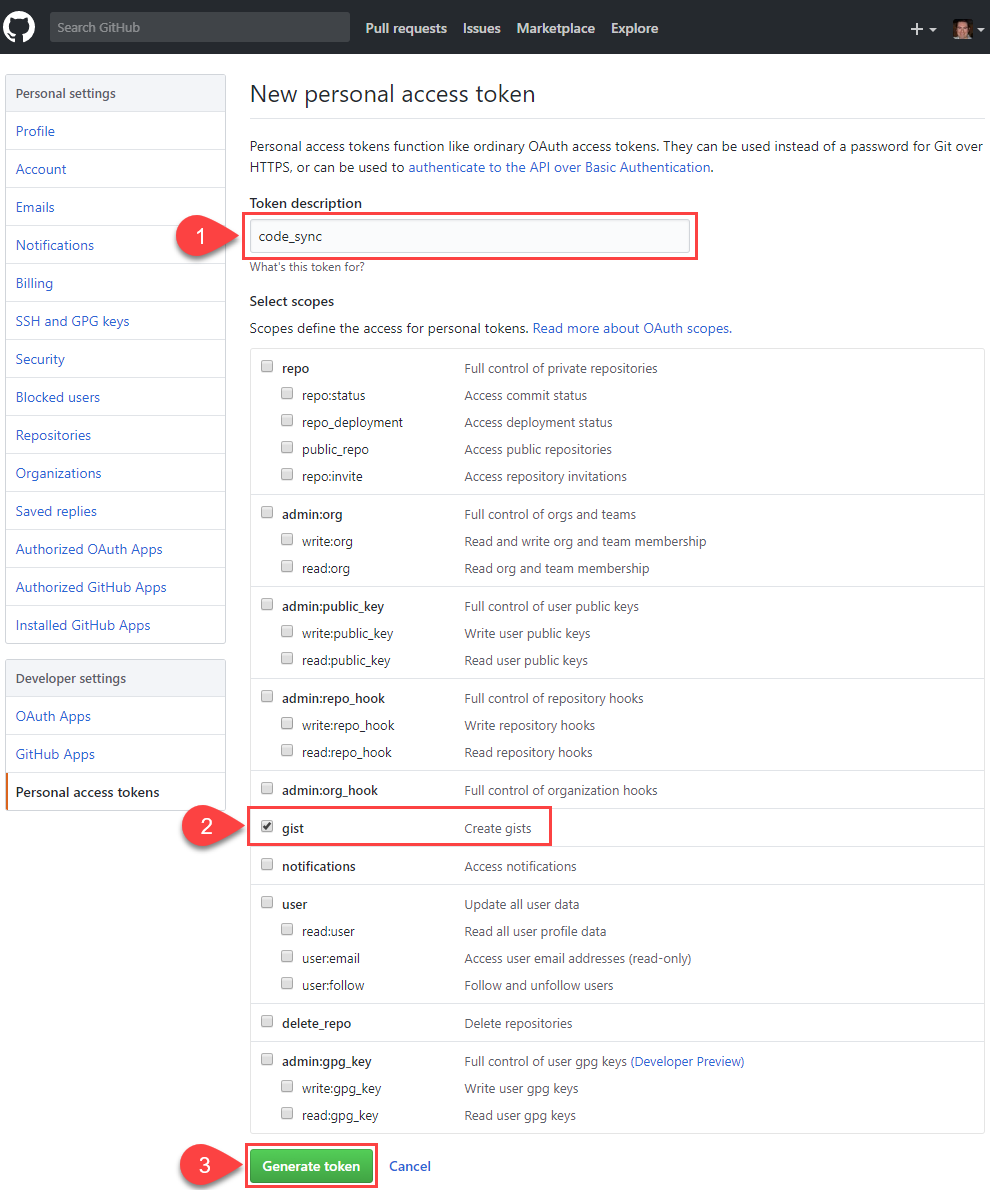 Search GitHub Pull requests Issues Marketplace Explore
Personal settings
Profile
Account
Emails
Notifications
Billing
SSH and GPG keys
Security
Blocked users
Repositories
Organizations
Saved replies
Authorized OAuth Apps
Authorized GitHub Apps
Installed GitHub Apps
Developer settings
OAuth Apps
GitHub Apps
Personal access tokens
New personal access token
Personal access tokens function like ordinary OAuth access tokens. They can be used instead of a password for Git over
HTTPS, or can be used to authenticate to the API over Basic Authentication.
Token description
1 code_sync
What's this token for?
Select scopes
Scopes define the access for personal tokens. Read more about OAuth scopes.
repo Full control of private repositories
repo:status Access commit status
repo_deployment Access deployment status
public_repo Access public repositories
repo:invite Access repository invitations
admin:org Full control of orgs and teams
write:org Read and write org and team membership
read:org Read org and team membership
admin:public_key Full control of user public keys
write:public_key Write user public keys
read:public_key Read user public keys
admin:repo_hook Full control of repository hooks
write:repo_hook Write repository hooks
read:repo_hook Read repository hooks
admin:org_hook Full control of organization hooks
2 gist Create gists
notifications Access notifications
user Update all user data
read:user Read all user profile data
user:email Access user email addresses (read-only)
user:follow Follow and unfollow users
delete_repo Delete repositories
admin:gpg_key Full control of user gpg keys (Developer Preview)
write:gpg_key Write user gpg keys
read:gpg_key Read user gpg keys
3 Generate token Cancel